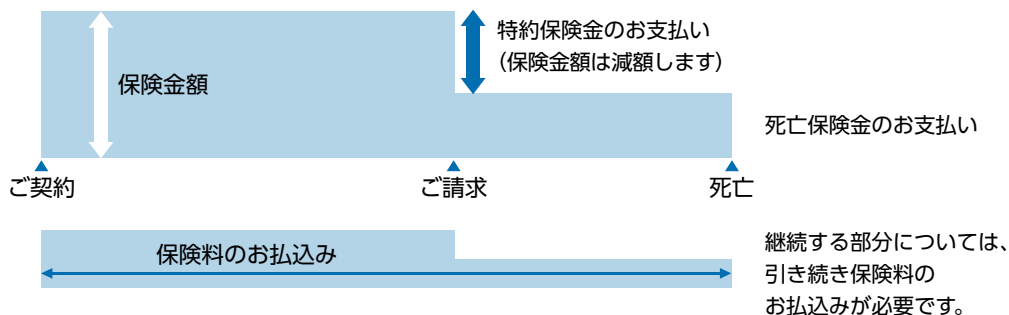 特約保険金のお支払い
（保険金額は減額します）
保険金額
死亡保険金のお支払い
ご契約
ご請求
死亡
保険料のお払込み
継続する部分については、
引き続き保険料の
お払込みが必要です。